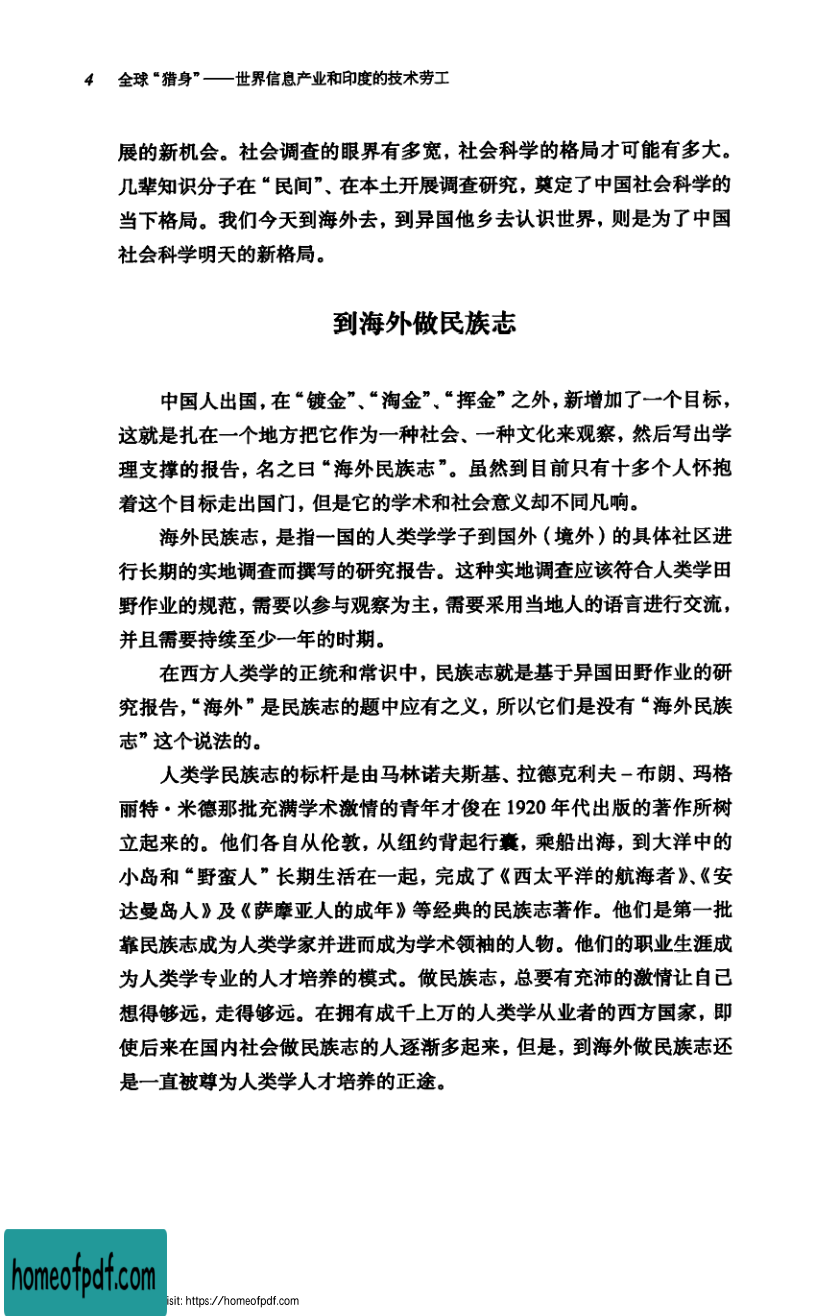 4 全球“猎身”——世界信息产业和印度的技术劳工
展的新机会。社会调查的眼界有多宽，社会科学的格局才可能有多大。
几辈知识分子在“民间”、在本土开展调查研究，奠定了中国社会科学的
当下格局。我们今天到海外去，到异国他乡去认识世界，则是为了中国
社会科学明天的新格局。
到海外做民族志
中国人出国，在“镀金”、“淘金”、“挥金”之外，新增加了一个目标，
这就是扎在一个地方把它作为一种社会、一种文化来观察，然后写出学
理支撑的报告，名之曰“海外民族志”。虽然到目前只有十多个人怀抱
着这个目标走出国门，但是它的学术和社会意义却不同凡响。
海外民族志，是指一国的人类学学子到国外（境外）的具体社区进
行长期的实地调查而撰写的研究报告。这种实地调查应该符合人类学田
野作业的规范，需要以参与观察为主，需要采用当地人的语言进行交流，
并且需要持续至少一年的时期。
在西方人类学的正统和常识中，民族志就是基于异国田野作业的研
究报告，“海外”是民族志的题中应有之义，所以它们是没有“海外民族
志”这个说法的。
人类学民族志的标杆是由马林诺夫斯基、拉德克利夫–布朗、玛格
丽特·米德那批充满学术激情的青年才俊在 1920 年代出版的著作所树
立起来的。他们各自从伦敦，从纽约背起行囊，乘船出海，到大洋中的
小岛和“野蛮人”长期生活在一起，完成了《西太平洋的航海者》、《安
达曼岛人》及《萨摩亚人的成年》等经典的民族志著作。他们是第一批
靠民族志成为人类学家并进而成为学术领袖的人物。他们的职业生涯成
为人类学专业的人才培养的模式。做民族志，总要有充沛的激情让自己
想得够远，走得够远。在拥有成千上万的人类学从业者的西方国家，即
使后来在国内社会做民族志的人逐渐多起来，但是，到海外做民族志还
是一直被尊为人类学人才培养的正途。
homeofpdf.com
isit: https://homeofpdf.com